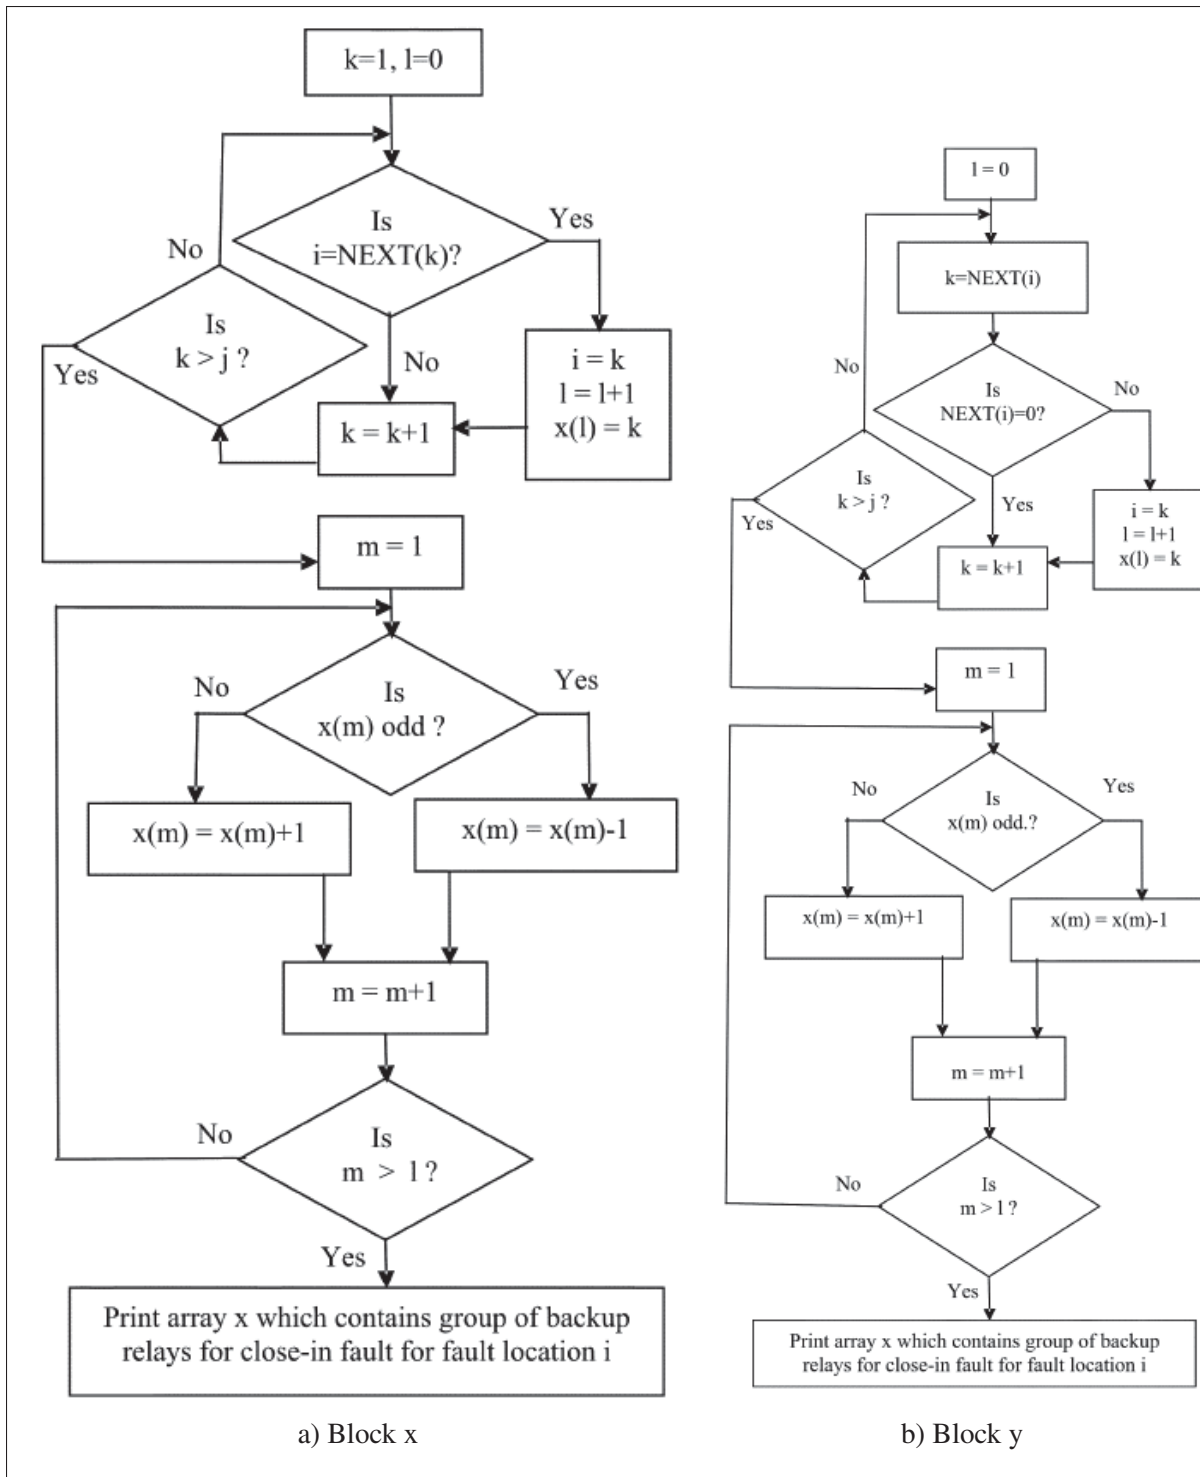 k=1, l=0
Is
i=NEXT(k)?
Yes
No
Is
k > j ?
No
Yes
i = k
l = l+1
x(l) = k
k = k+1
m = 1
Is
x(m) odd ?
No
Yes
x(m) = x(m)+1
x(m) = x(m)-1
m = m+1
Is
m > l ?
No
Yes
Print array x which contains group of backup
relays for close-in fault for fault location i
a) Block x
l = 0
k=NEXT(i)
Is
NEXT(i)=0?
No
Yes
Is
k > j ?
No
Yes
i = k
l = l+1
x(l) = k
k = k+1
m = 1
Is
x(m) odd.?
No
Yes
x(m) = x(m)+1
x(m) = x(m)-1
m = m+1
Is
m > l ?
No
Yes
Print array x which contains group of backup
relays for close-in fault for fault location i
b) Block y